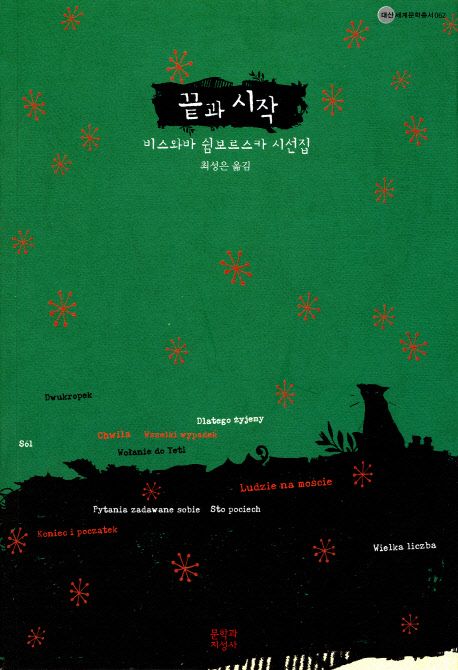 대산세계문학총서062
끝과 시작
비스와바 쉼보르스카 시선집
최성은 옮김
Dwukropek
Dlatego żyjemy
Sól
Chwila
Wszelki wypadek
Wołanie do Yeti
Ludzie na moście
Pytania zadawane sobie
Sto pociech
Koniec i początek
Wielka liczba
문학과
지성사